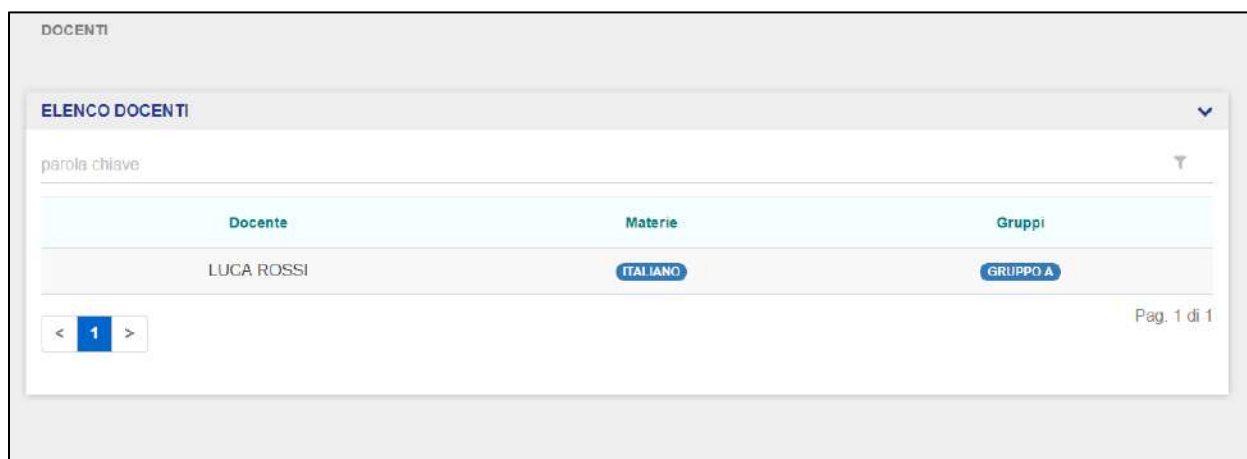 DOCENTI
ELENCO DOCENTI
parola chiave
Docente Materie Gruppi
LUCA ROSSI ITALIANO GRUPPO A
< 1 > Pag. 1 di 1